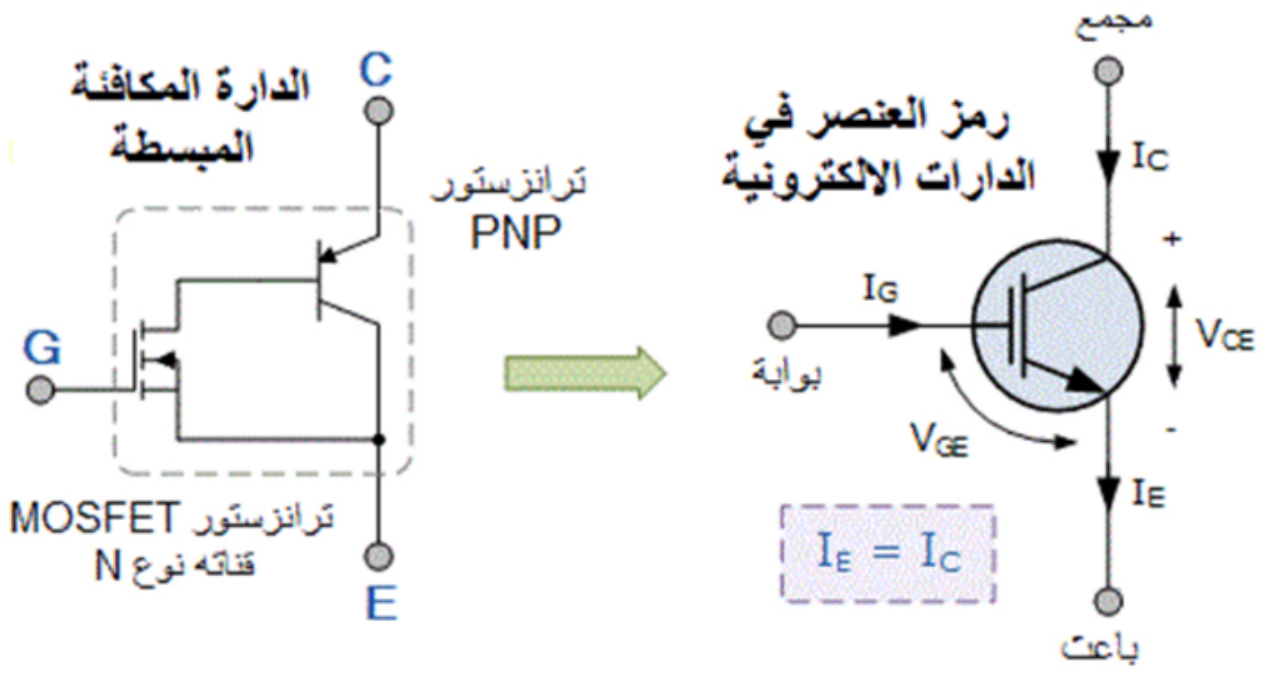 الدارة المكافئة
المبسطة
C
ترانزستور
PNP
G
ترانزستور MOSFET
قناته نوع N
E
رمز العنصر في
الدارات الالكترونية
مجمع
IC
+
IG
VCE
بوابة
VGE
-
IE
IE = IC
باعث